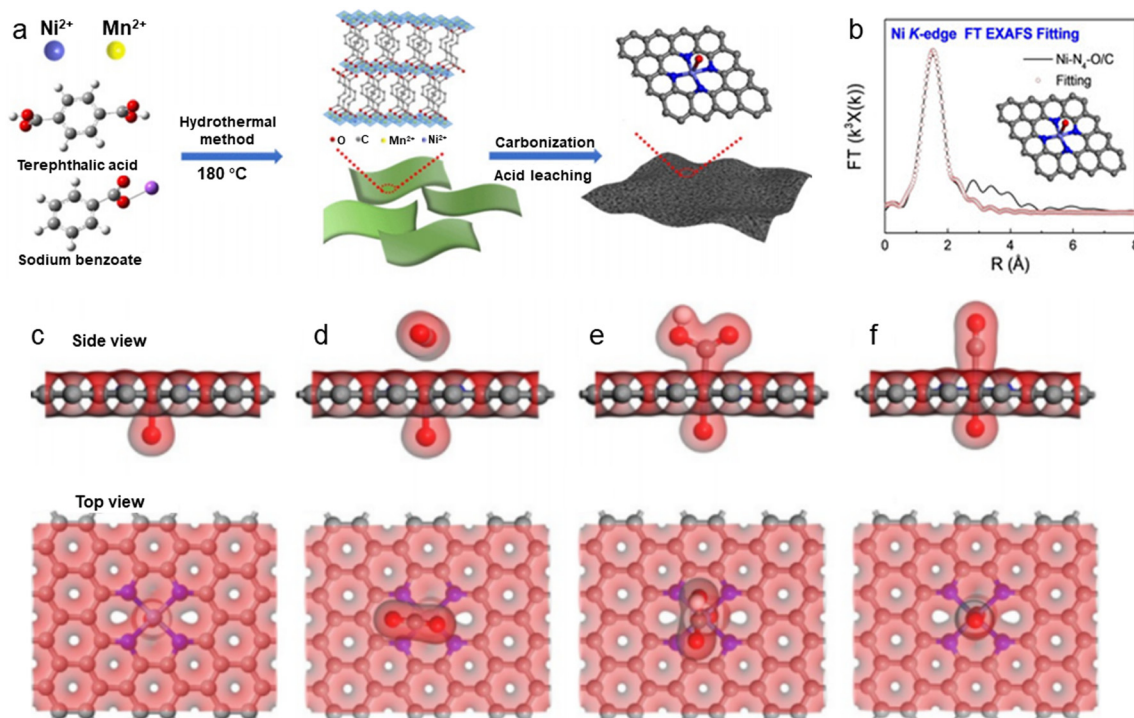 a
Ni²⁺ Mn²⁺
Terephthalic acid
Sodium benzoate
Hydrothermal
method
180 °C
O C Mn²⁺ Ni²⁺
Carbonization
Acid leaching
b
Ni K-edge FT EXAFS Fitting
Ni-N₄-O/C
Fitting
FT (k³X(k))
0 2 4 6 8
R (Å)
c Side view
d
e
f
Top view